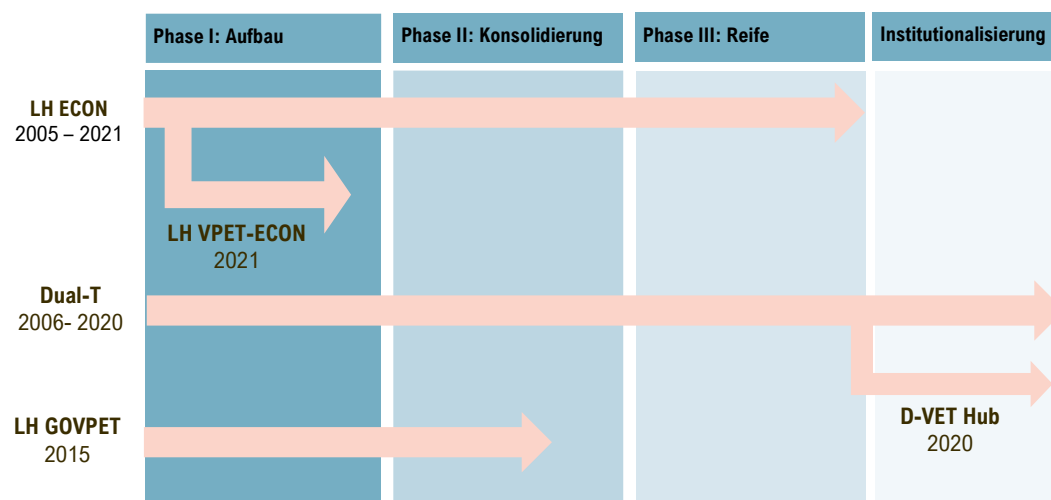 Phase I: Aufbau
Phase II: Konsolidierung
Phase III: Reife
Institutionalisierung
LH ECON
2005 – 2021
LH VPET-ECON
2021
Dual-T
2006- 2020
D-VET Hub
2020
LH GOVPET
2015